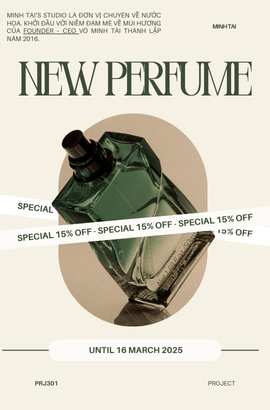 MINH TAI'S STUDIO LÀ ĐƠN VỊ CHUYÊN VỀ NƯỚC
HOA, KHỞI ĐẦU VỚI NIỀM ĐAM MÊ VỀ MÙI HƯƠNG
CỦA FOUNDER - CEO VÕ MINH TÀI THÀNH LẬP
NĂM 2016.
MINHTAI
NEW PERFUME
SPECIAL
SPECIAL 15% OFF - SPECIAL 15% OFF - SPECIAL 15% OFF
15% OFF
UNTIL 16 MARCH 2025
PRJ301
PROJECT